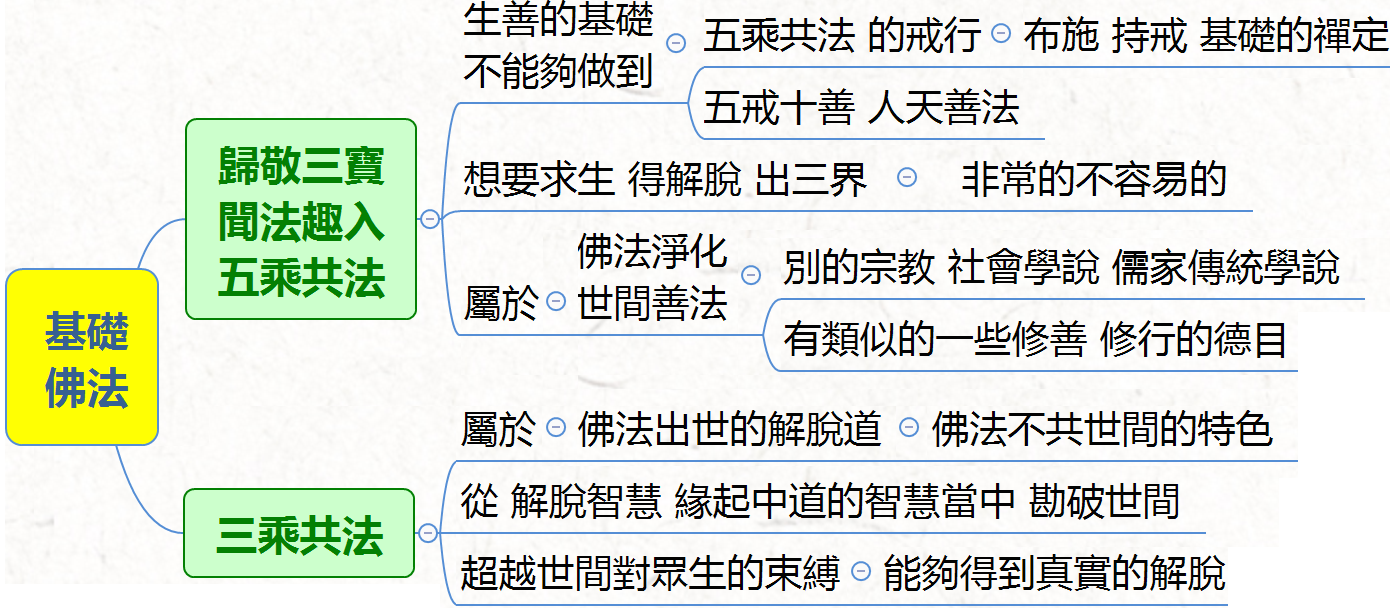 基礎
佛法
歸敬三寶
聞法趣入
五乘共法
生善的基礎
不能夠做到
五乘共法 的戒行
布施 持戒 基礎的禪定
五戒十善 人天善法
想要求生 得解脫 出三界
非常的不容易的
屬於
佛法淨化
世間善法
別的宗教 社會學說 儒家傳統學說
有類似的一些修善 修行的德目
三乘共法
屬於
佛法出世的解脫道
佛法不共世間的特色
從 解脫智慧 緣起中道的智慧當中 勘破世間
超越世間對眾生的束縛
能夠得到真實的解脫